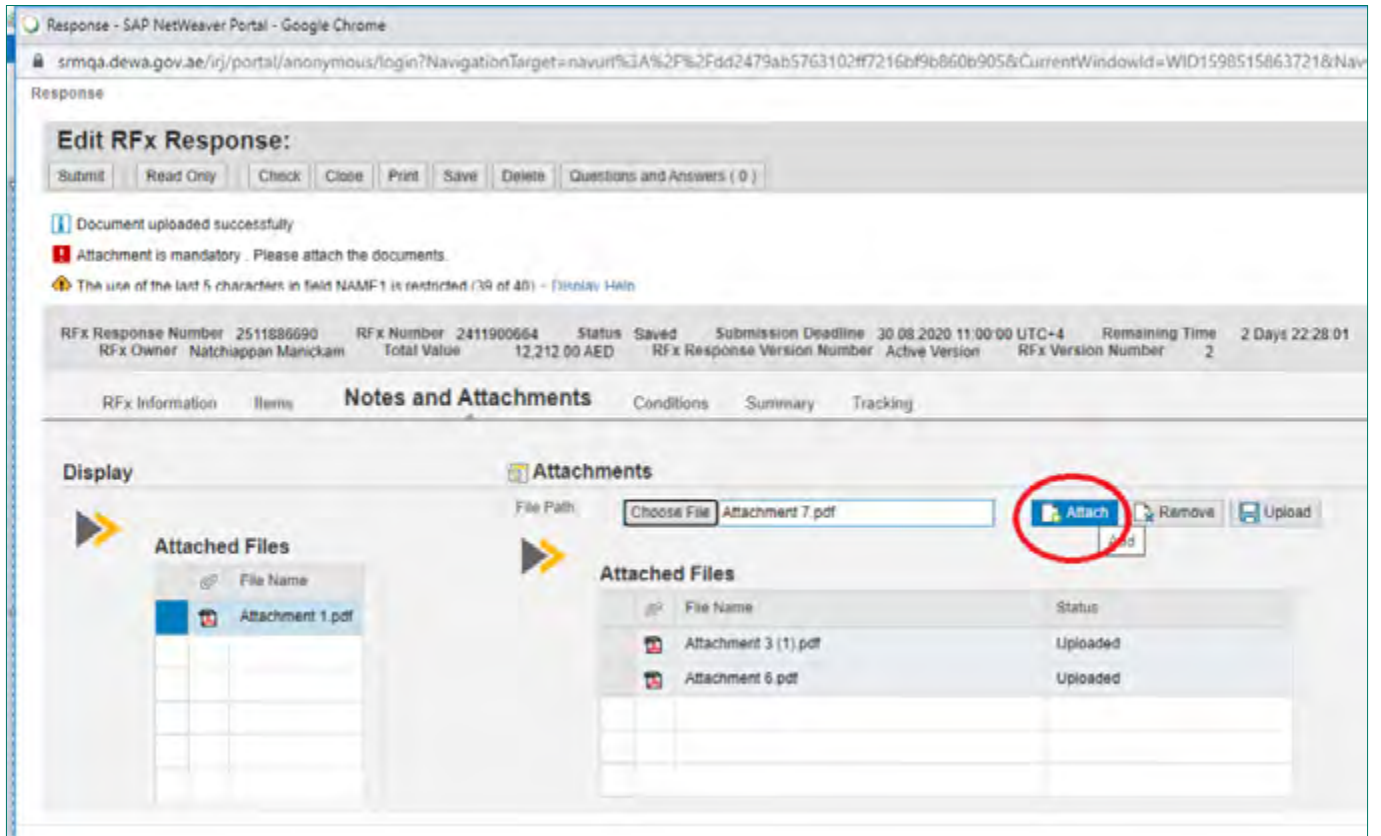 Response - SAP NetWeaver Portal - Google Chrome
srmqa.dewa.gov.ae/irj/portal/anonymous/login?NavigationTarget=navurl%3A%2F%2Fdd2479ab5763102ff7216bf9b860b905&CurrentWindowId=WID1598515863721&Nav
Response
Edit RFx Response:
Submit Read Only Check Close Print Save Delete Questions and Answers ( 0 )
Document uploaded successfully
Attachment is mandatory . Please attach the documents.
The use of the last 5 characters in field NAME1 is restricted (39 of 40) - Display Help
RFx Response Number 2511886690 RFx Number 2411900664 Status Saved Submission Deadline 30.08.2020 11:00:00 UTC+4 Remaining Time 2 Days 22:28:01
RFx Owner Natchiappan Manickam Total Value 12,212.00 AED RFx Response Version Number Active Version RFx Version Number 2
RFx Information Items Notes and Attachments Conditions Summary Tracking
Display Attachments
File Path: Choose File Attachment 7.pdf Attach Remove Upload
Add
Attached Files
File Name
Attachment 1.pdf
Attached Files
File Name Status
Attachment 3 (1).pdf Uploaded
Attachment 6.pdf Uploaded